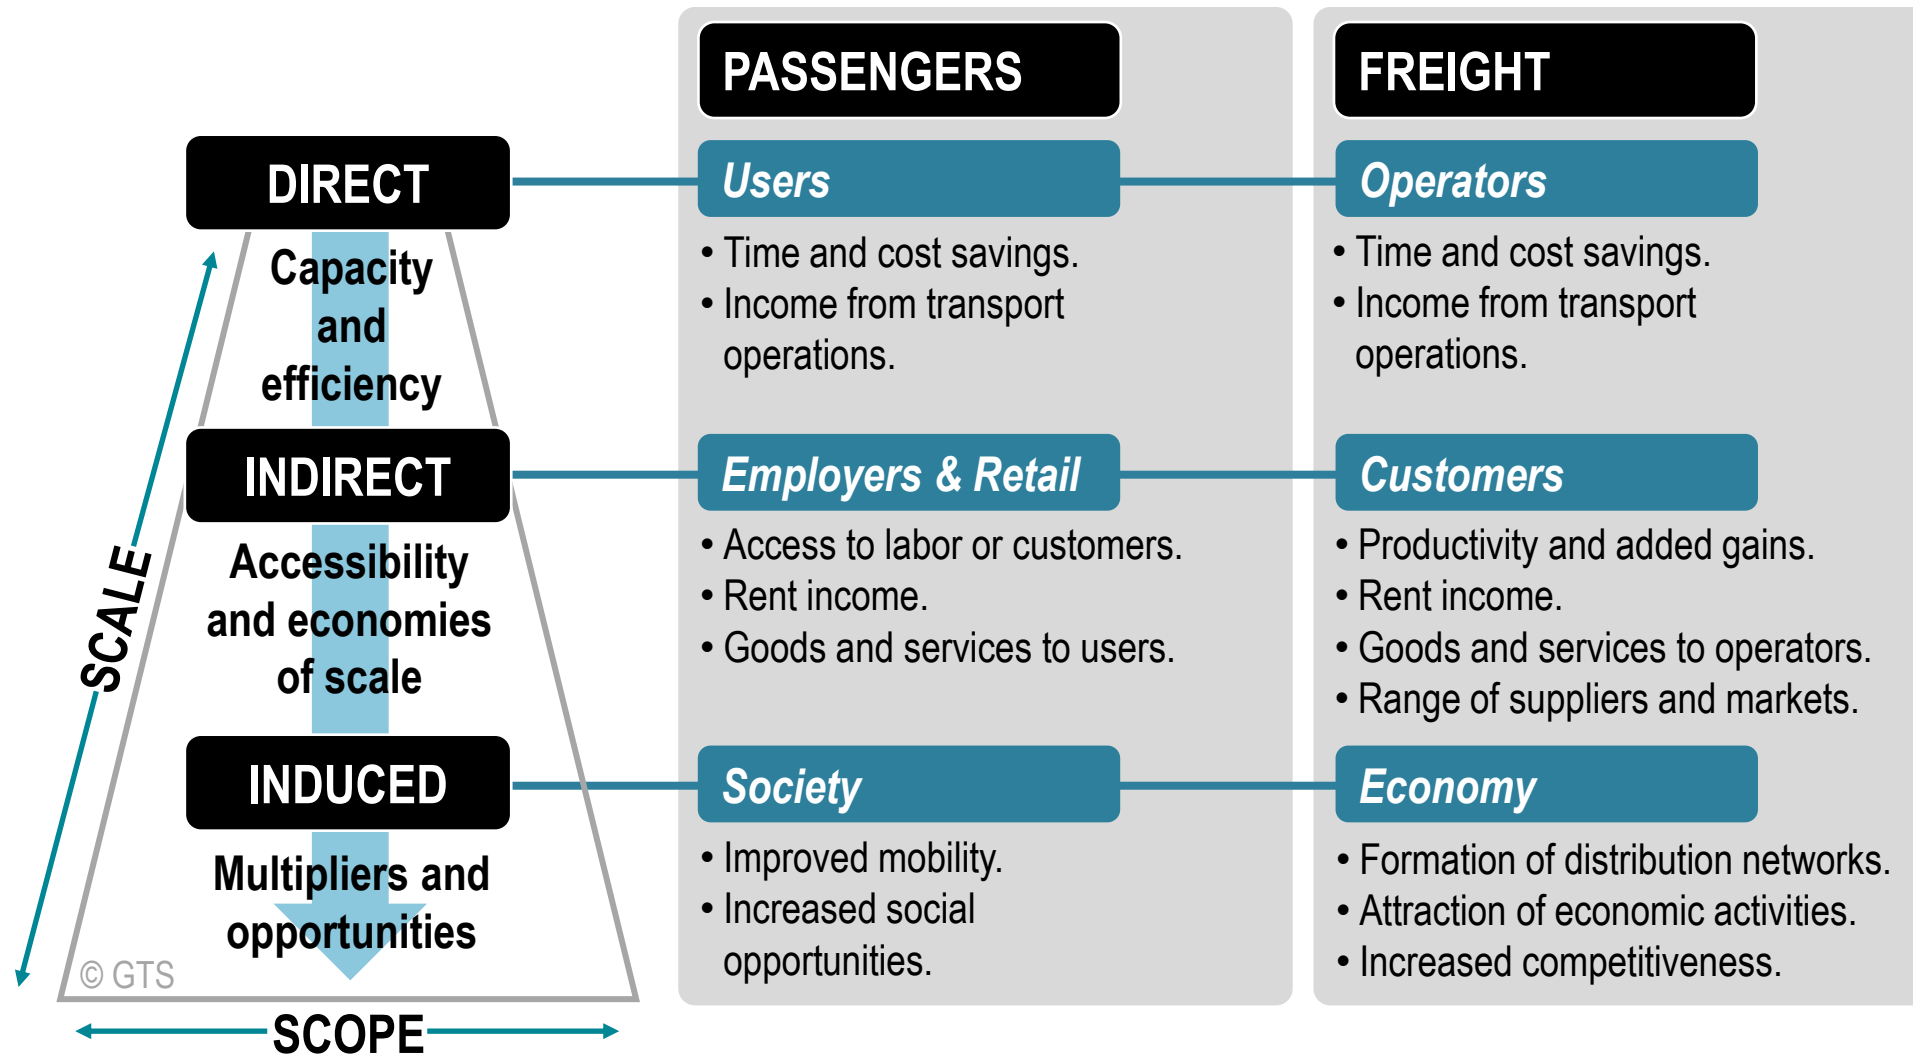 PASSENGERS
FREIGHT
DIRECT
Users
Operators
Capacity
and
efficiency
• Time and cost savings.
• Income from transport
operations.
• Time and cost savings.
• Income from transport
operations.
INDIRECT
Employers & Retail
Customers
Accessibility
and economies
of scale
• Access to labor or customers.
• Rent income.
• Goods and services to users.
• Productivity and added gains.
• Rent income.
• Goods and services to operators.
• Range of suppliers and markets.
SCALE
INDUCED
Society
Economy
Multipliers and
opportunities
• Improved mobility.
• Increased social
opportunities.
• Formation of distribution networks.
• Attraction of economic activities.
• Increased competitiveness.
© GTS
SCOPE